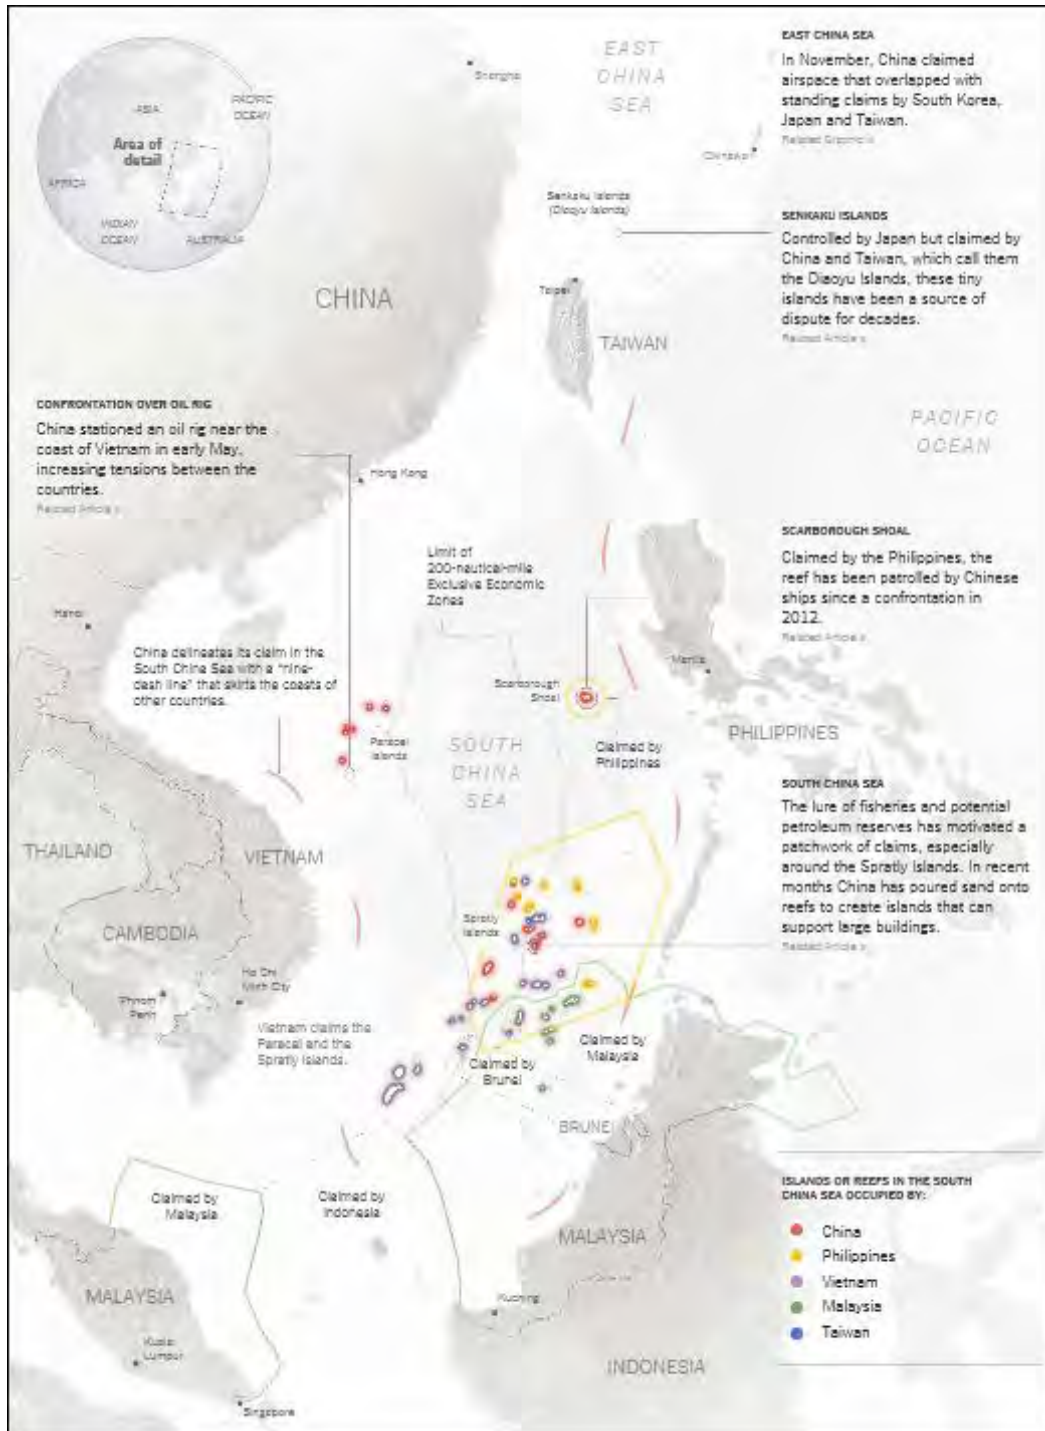 EAST
CHINA
SEA
EAST CHINA SEA
In November, China claimed
airspace that overlapped with
standing claims by South Korea,
Japan and Taiwan.
ASIA
PACIFIC
OCEAN
Area of
detail
AFRICA
INDIAN
OCEAN
AUSTRALIA
Senkaku Islands
(Diaoyu Islands)
SENKAKU ISLANDS
Controlled by Japan but claimed by
China and Taiwan, which call them
the Diaoyu Islands, these tiny
islands have been a source of
dispute for decades.
Related Article »
CHINA
Taipei
TAIWAN
PACIFIC
OCEAN
CONFRONTATION OVER OIL RIG
China stationed an oil rig near the
coast of Vietnam in early May,
increasing tensions between the
countries.
Related Article »
Hong Kong
Limit of
200-nautical-mile
Exclusive Economic
Zones
SCARBOROUGH SHOAL
Claimed by the Philippines, the
reef has been patrolled by Chinese
ships since a confrontation in
2012.
Related Article »
Hanoi
China delineates its claim in the
South China Sea with a "nine-
dash line" that skirts the coasts of
other countries.
Scarborough
Shoal
Manila
Paracel
Islands
SOUTH
CHINA
SEA
Claimed by
Philippines
PHILIPPINES
SOUTH CHINA SEA
The lure of fisheries and potential
petroleum reserves has motivated a
patchwork of claims, especially
around the Spratly Islands. In recent
months China has poured sand onto
reefs to create islands that can
support large buildings.
Related Article »
THAILAND
VIETNAM
CAMBODIA
Spratly
Islands
Phnom
Penh
Ho Chi
Minh City
Vietnam claims the
Paracel and the
Spratly Islands.
Claimed by
Malaysia
Claimed by
Brunei
BRUNEI
Claimed by
Malaysia
Claimed by
Indonesia
MALAYSIA
MALAYSIA
Kuching
Kuala
Lumpur
Singapore
INDONESIA
ISLANDS OR REEFS IN THE SOUTH
CHINA SEA OCCUPIED BY:
China
Philippines
Vietnam
Malaysia
Taiwan